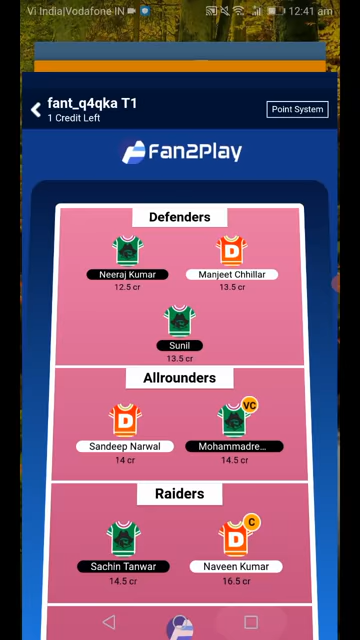 Vi India|Vodafone IN
12:41 am
fant_q4qka T1
1 Credit Left
Point System
Fan2Play
Defenders
D
Neeraj Kumar
Manjeet Chhillar
12.5 cr
13.5 cr
Sunil
13.5 cr
Allrounders
VC
D
Sandeep Narwal
Mohammadre...
14 cr
14.5 cr
Raiders
C
D
Sachin Tanwar
Naveen Kumar
14.5 cr
16.5 cr